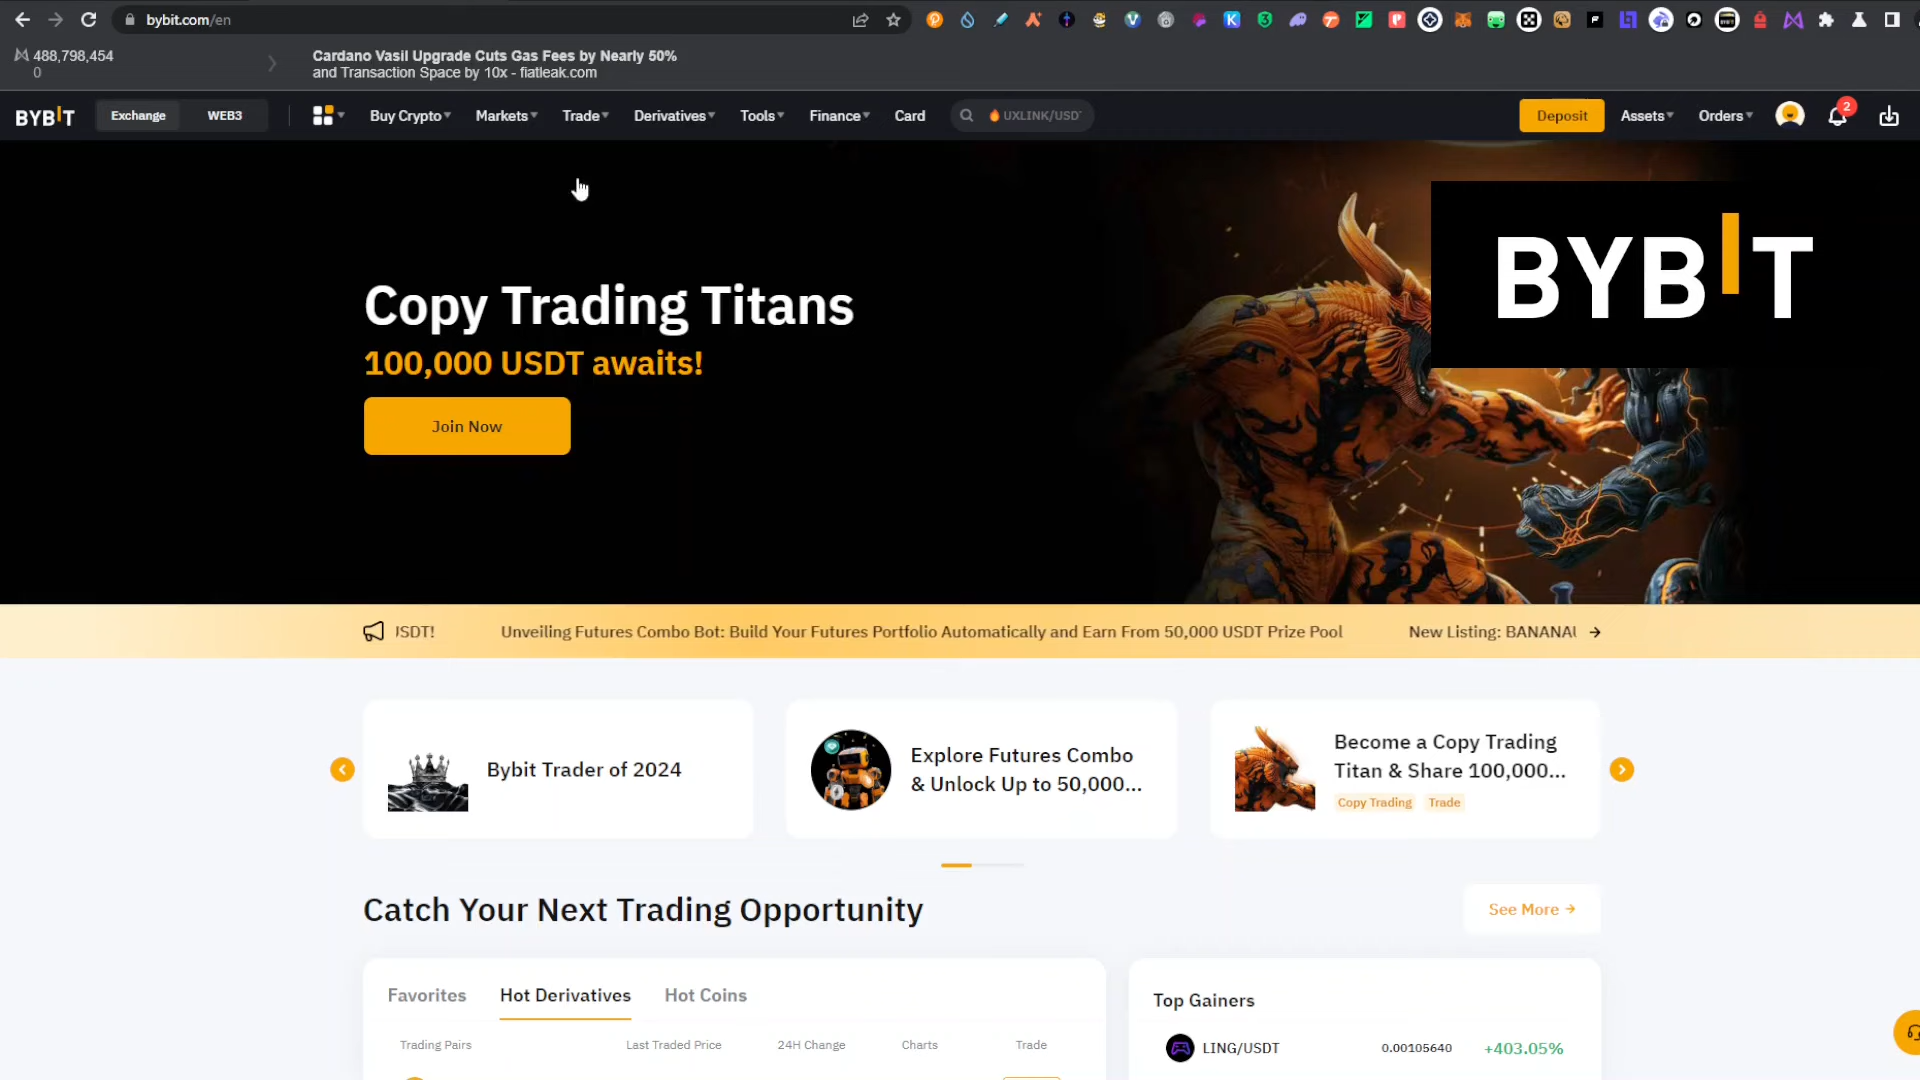 bybit.com/en
488,798,454
0
Cardano Vasil Upgrade Cuts Gas Fees by Nearly 50%
and Transaction Space by 10x - fiatleak.com
BYBIT
Exchange
WEB3
Buy Crypto
Markets
Trade
Derivatives
Tools
Finance
Card
UXLINK/USDT
Deposit
Assets
Orders
2
BYBIT
Copy Trading Titans
100,000 USDT awaits!
Join Now
USDT!
Unveiling Futures Combo Bot: Build Your Futures Portfolio Automatically and Earn From 50,000 USDT Prize Pool
New Listing: BANANAU
Bybit Trader of 2024
Explore Futures Combo
& Unlock Up to 50,000...
Become a Copy Trading
Titan & Share 100,000...
Copy Trading
Trade
Catch Your Next Trading Opportunity
See More
Favorites
Hot Derivatives
Hot Coins
Trading Pairs
Last Traded Price
24H Change
Charts
Trade
Top Gainers
LING/USDT
0.00105640
+403.05%